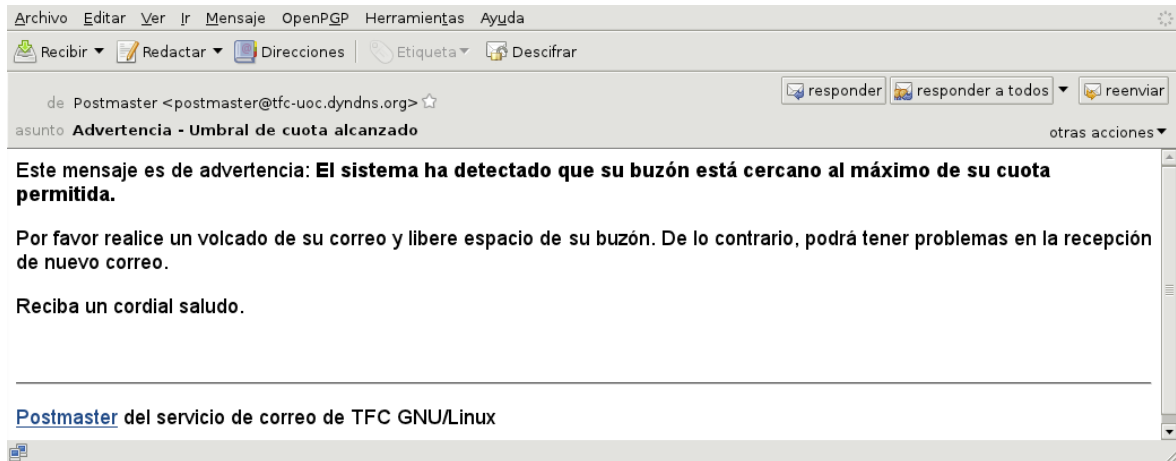 Archivo Editar Ver Ir Mensaje OpenPGP Herramientas Ayuda
Recibir Redactar Direcciones Etiqueta Descifrar
de Postmaster <postmaster@tfc-uoc.dyndns.org>
responder responder a todos reenviar
asunto Advertencia - Umbral de cuota alcanzado
otras acciones
Este mensaje es de advertencia: El sistema ha detectado que su buzón está cercano al máximo de su cuota
permitida.
Por favor realice un volcado de su correo y libere espacio de su buzón. De lo contrario, podrá tener problemas en la recepción
de nuevo correo.
Reciba un cordial saludo.
Postmaster del servicio de correo de TFC GNU/Linux